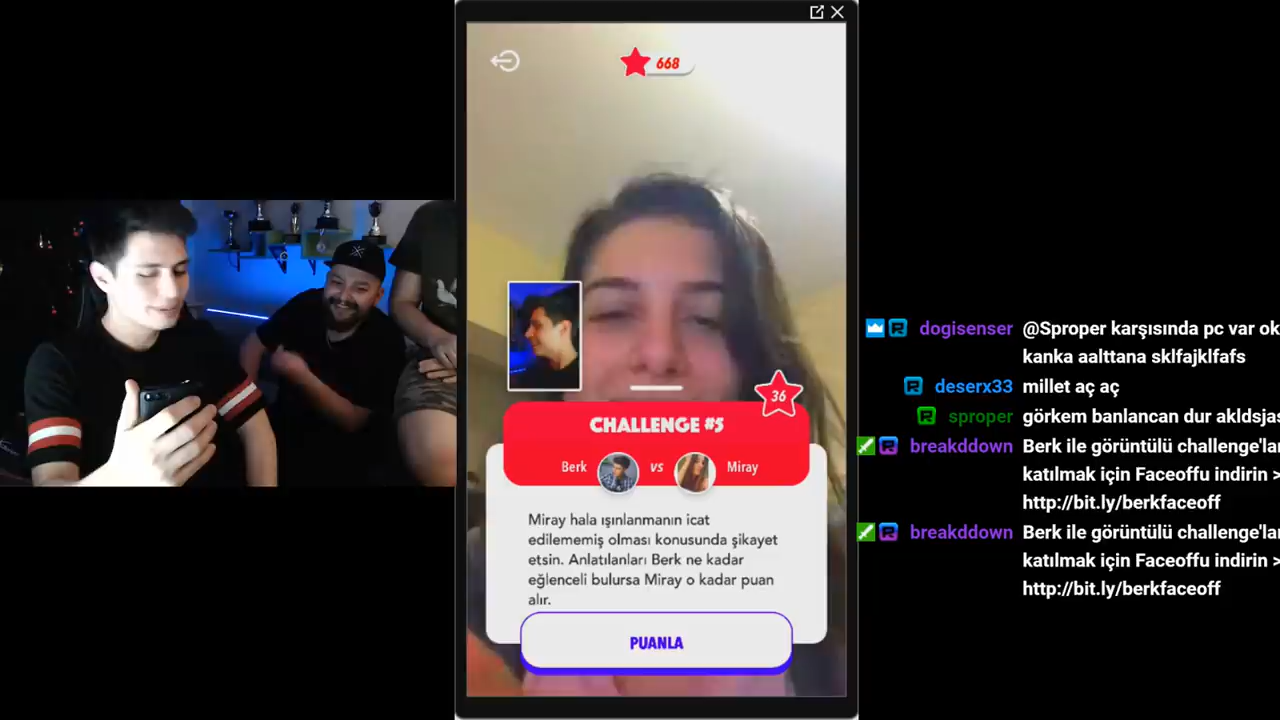 668
36
CHALLENGE #5
Berk VS Miray
Miray hala ışınlanmanın icat
edilememiş olması konusunda şikayet
etsin. Anlatılanları Berk ne kadar
eğlenceli bulursa Miray o kadar puan
alır.
PUANLA
dogisenser @Sproper karşısında pc var ok
kanka aalttana sklfajklfafs
deserx33 millet aç aç
sproper görkem banlancan dur akldsjas
breakddown Berk ile görüntülü challenge'lar
katılmak için Faceoffu indirin >
http://bit.ly/berkfaceoff
breakddown Berk ile görüntülü challenge'lar
katılmak için Faceoffu indirin >
http://bit.ly/berkfaceoff